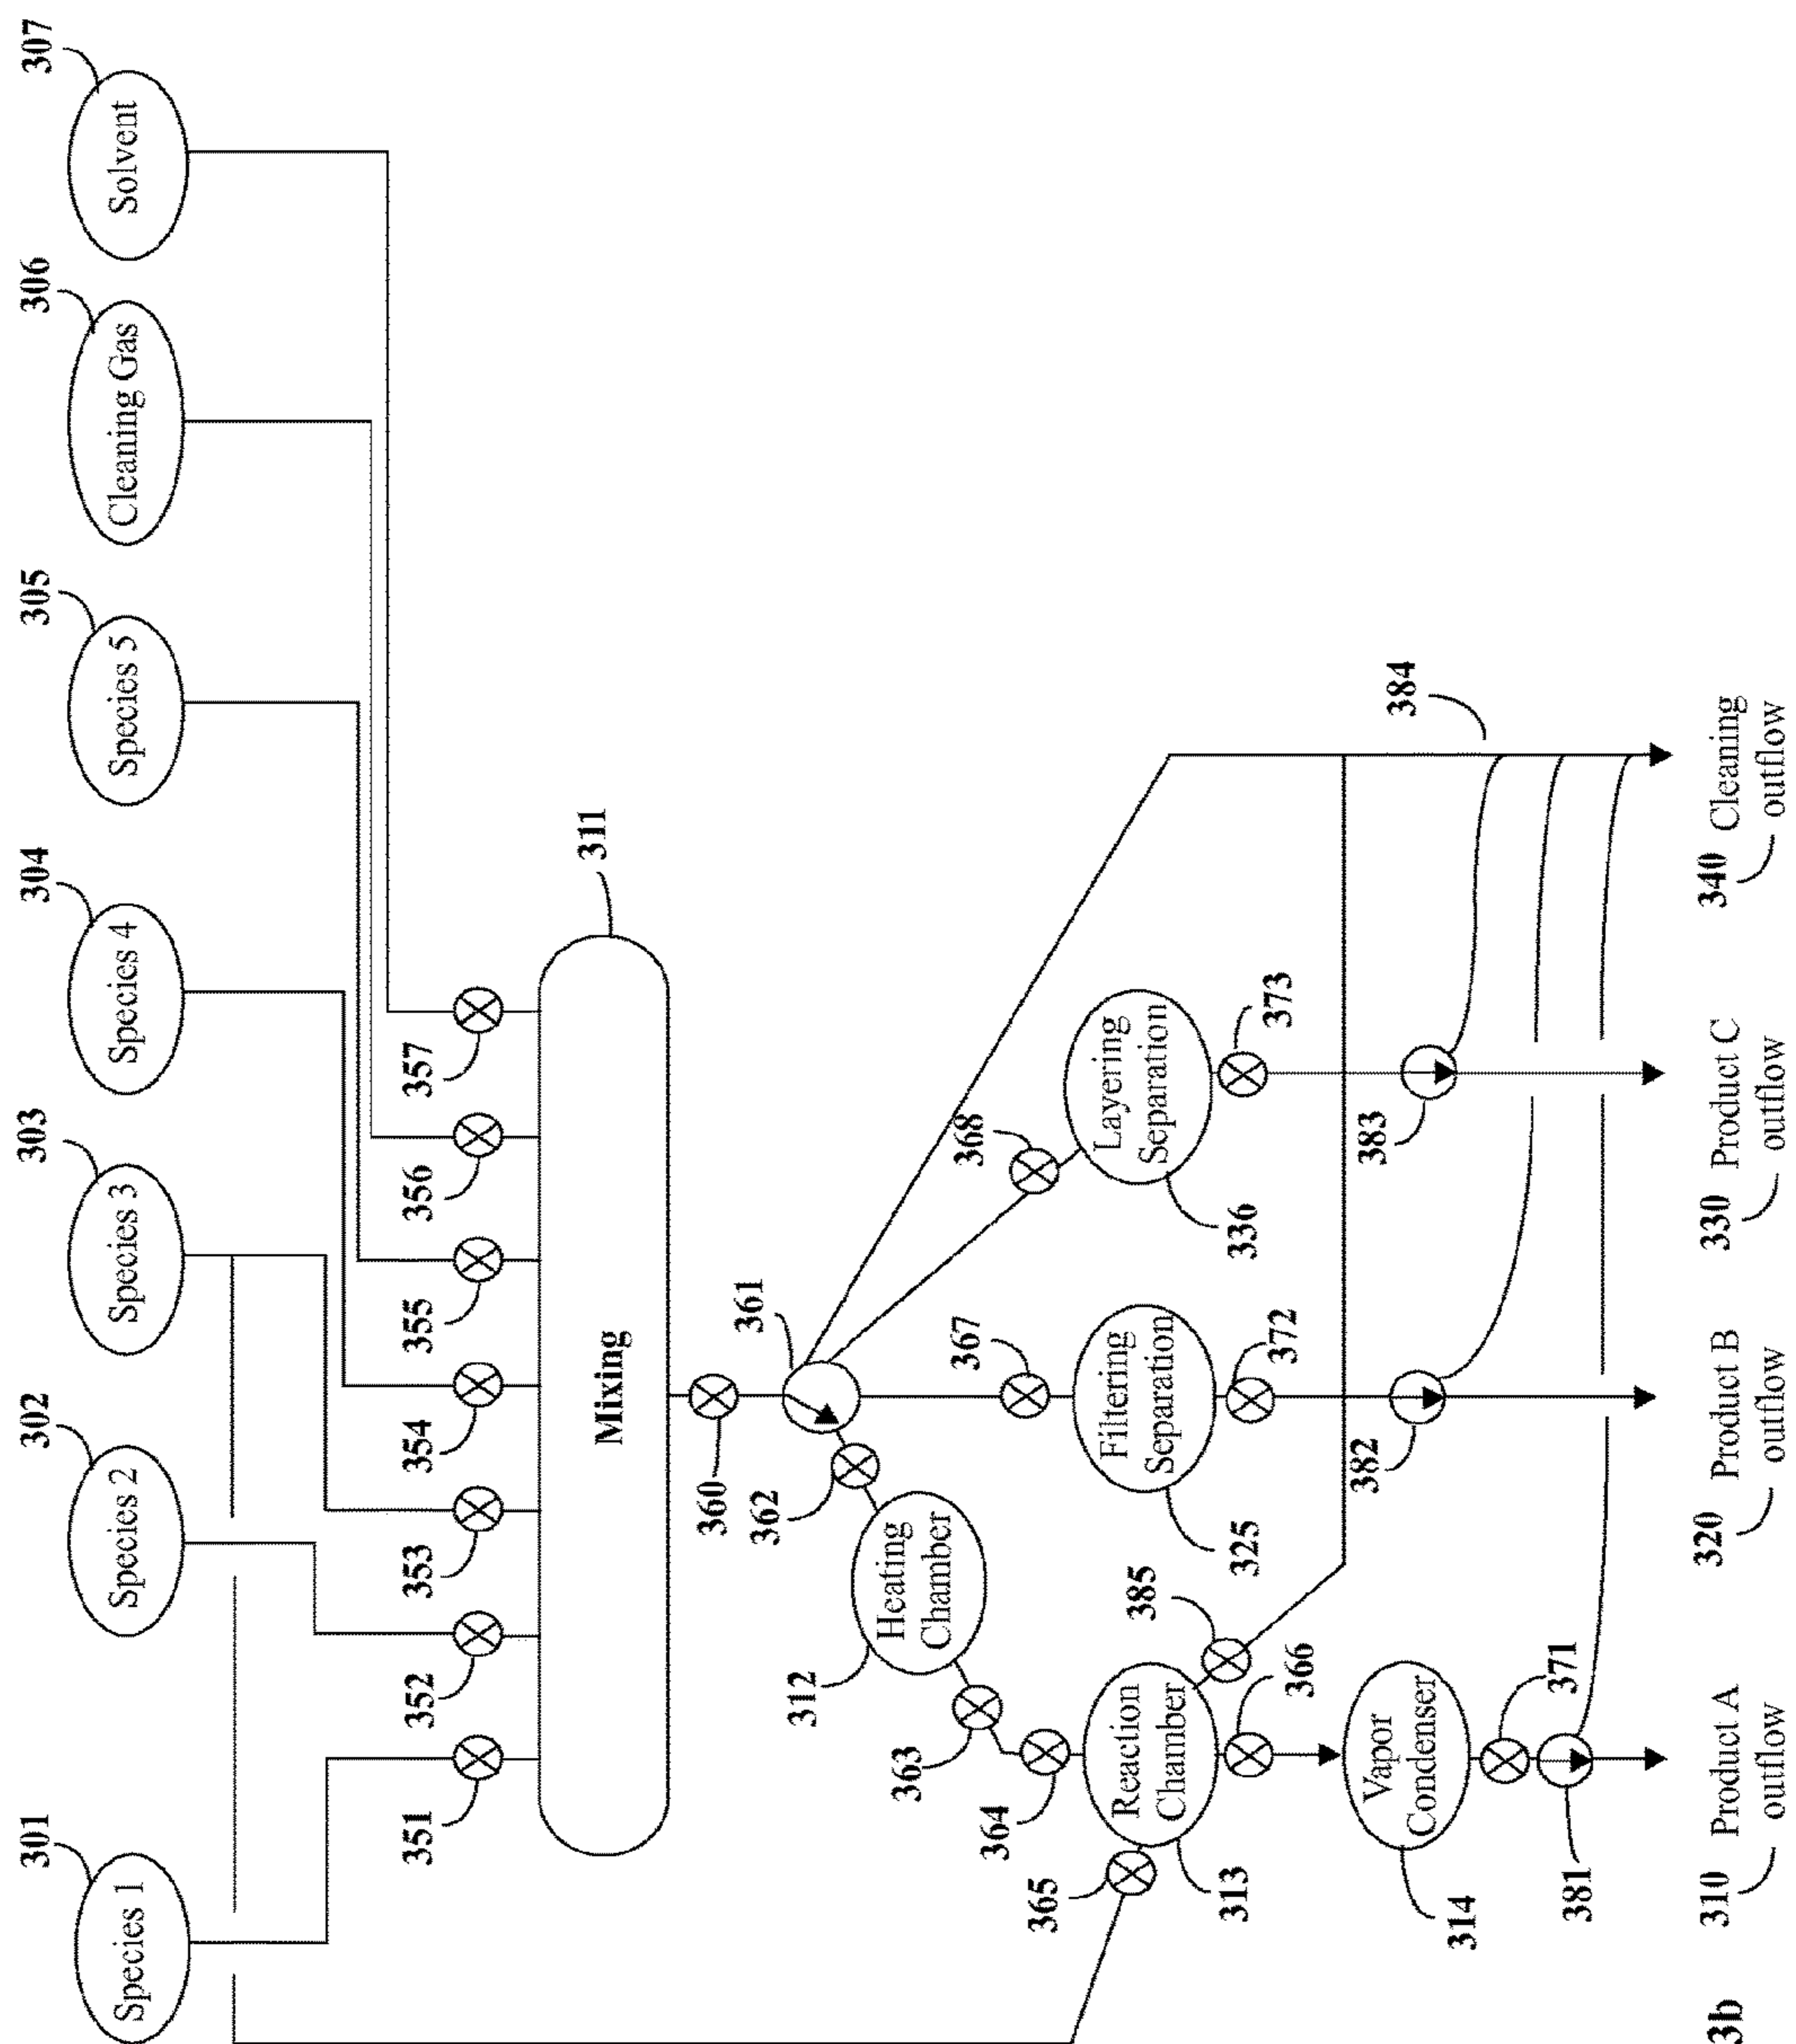 307
306
305
304
303
302
301
Solvent
Cleaning Gas
Species 5
Species 4
Species 3
Species 2
Species 1
357
356
355
354
353
352
351
311
Mixing
360
361
362
368
367
Heating
Chamber
312
363
364
365
Layering
Separation
336
373
Filtering
Separation
325
372
Reaction
Chamber
313
385
366
384
383
382
Vapor
Condenser
314
371
381
340 Cleaning
outflow
330 Product C
outflow
320 Product B
outflow
310 Product A
outflow
3b